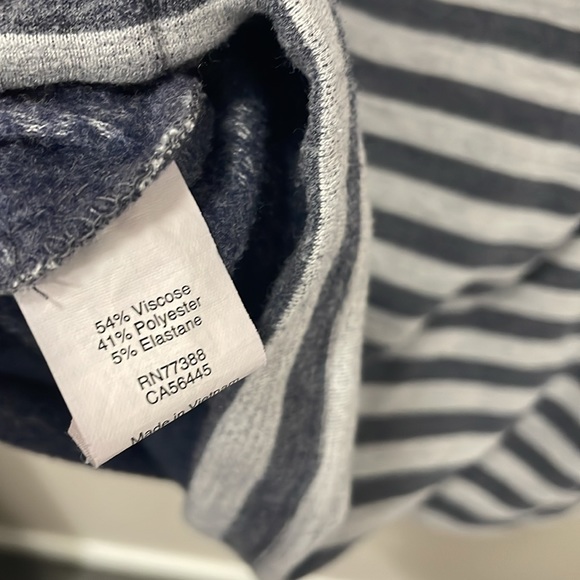 54% Viscose
41% Polyester
5% Elastane
RN77388
CA56445
Made in Vietnam